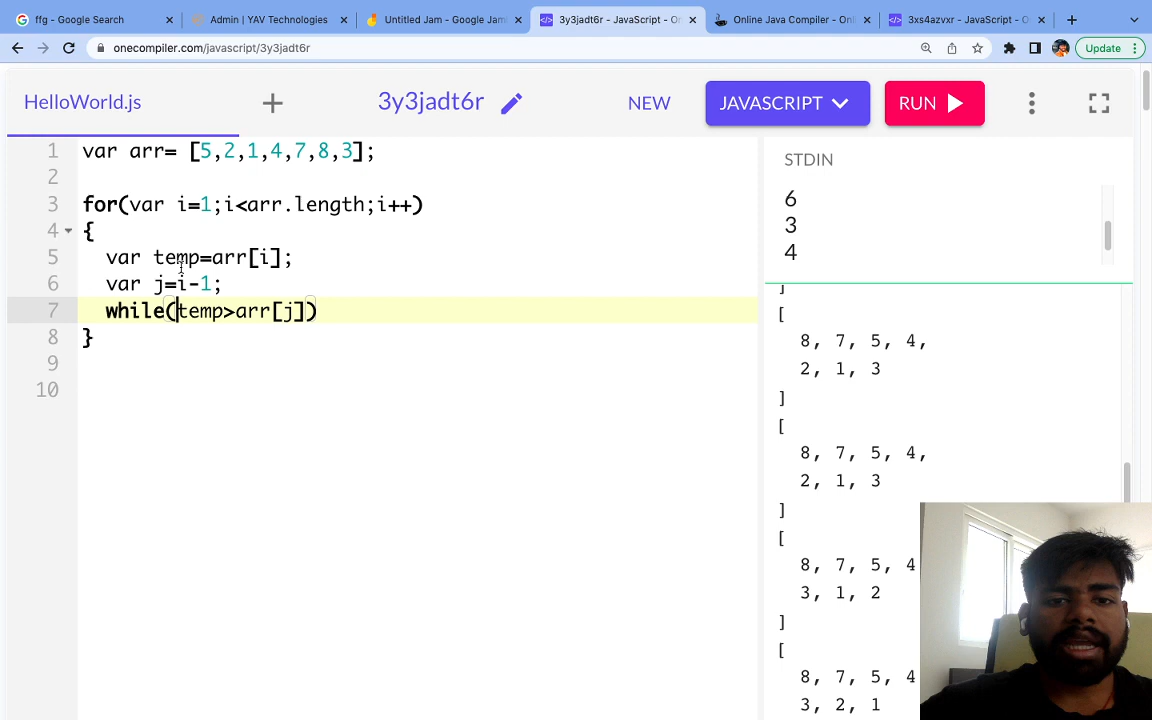 ffg - Google Search
Admin | YAV Technologies
Untitled Jam - Google Jam
3y3jadt6r - JavaScript - On
Online Java Compiler - Onl
3xs4azvxr - JavaScript - O
onecompiler.com/javascript/3y3jadt6r
Update
HelloWorld.js
3y3jadt6r
NEW
JAVASCRIPT
RUN
1 var arr= [5,2,1,4,7,8,3];
2
3 for(var i=1;i<arr.length;i++)
4 {
5 var temp=arr[i];
6 var j=i-1;
7 while(temp>arr[j])
8 }
9
10
STDIN
6
3
4
]
[
8, 7, 5, 4,
2, 1, 3
]
[
8, 7, 5, 4,
2, 1, 3
]
[
8, 7, 5, 4
3, 1, 2
]
[
8, 7, 5, 4
3, 2, 1